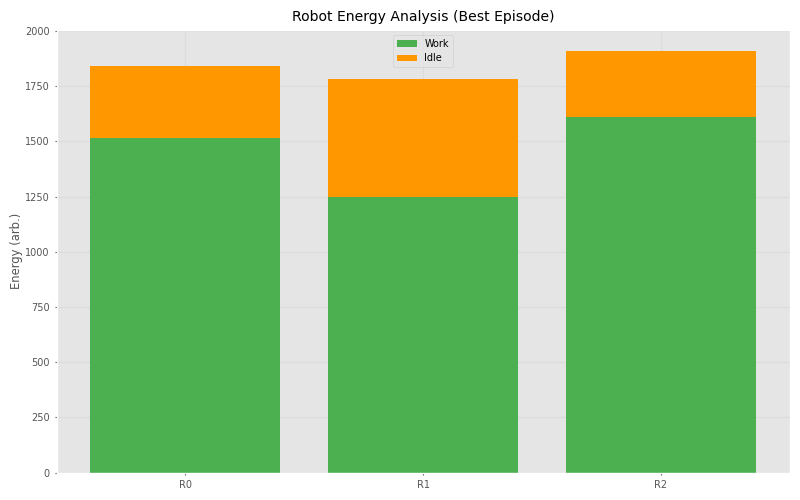 Robot Energy Analysis (Best Episode)
Work
Idle
Energy (arb.)
2000
1750
1500
1250
1000
750
500
250
0
R0
R1
R2